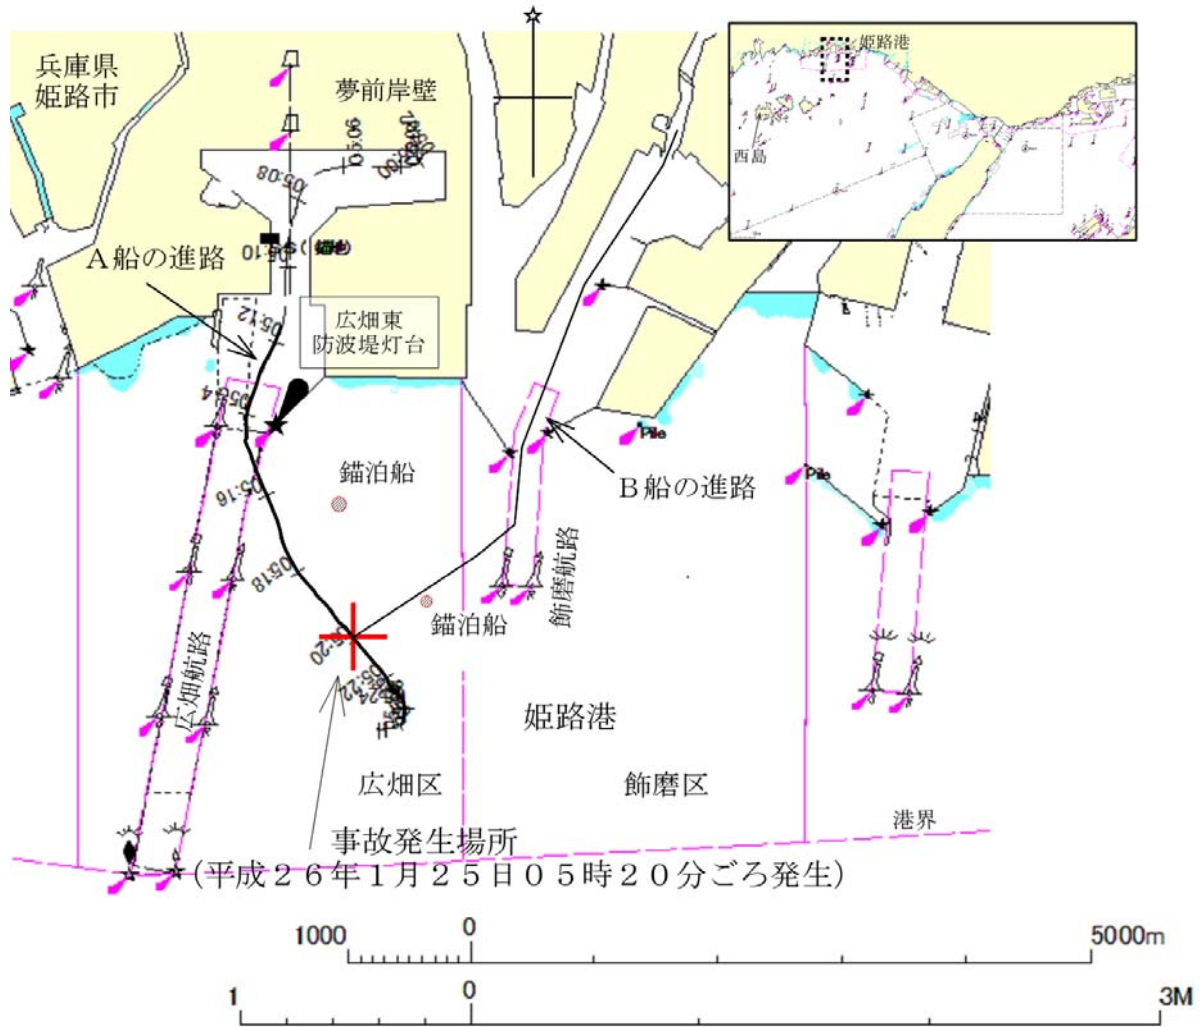 兵庫県
姫路市
夢前岸壁
姫路港
西島
05:06
05:00
05:08
A船の進路
05:10
05:12
広畑東
防波堤灯台
05:14
Pile
錨泊船
B船の進路
Pile
05:16
05:18
飾磨航路
錨泊船
05:20
05:22
24
広畑航路
姫路港
広畑区
飾磨区
港界
事故発生場所
(平成26年1月25日05時20分ごろ発生)
1000
0
5000m
1
0
3M